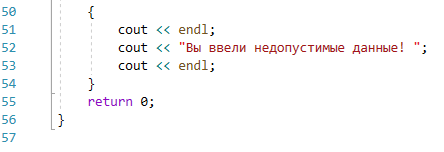 50 {
51 cout << endl;
52 cout << "Вы ввели недопустимые данные! ";
53 cout << endl;
54 }
55 return 0;
56 }
57